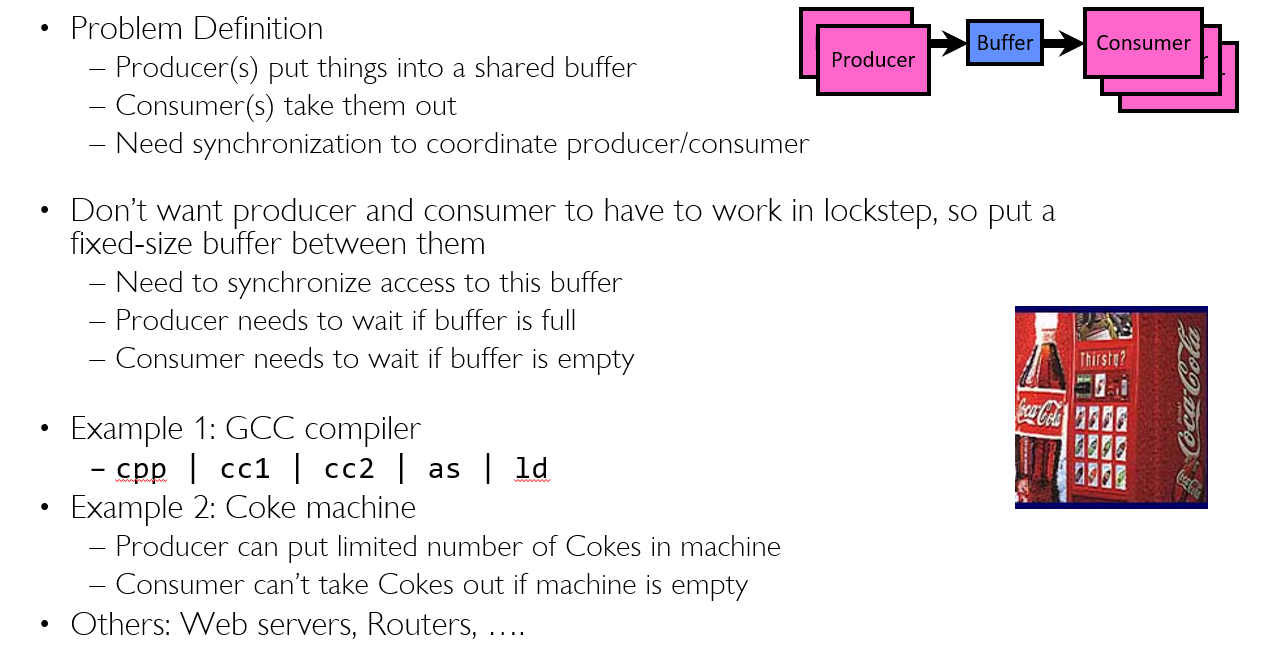 • Problem Definition
– Producer(s) put things into a shared buffer
– Consumer(s) take them out
– Need synchronization to coordinate producer/consumer
Producer
Buffer
Consumer
• Don’t want producer and consumer to have to work in lockstep, so put a
fixed-size buffer between them
– Need to synchronize access to this buffer
– Producer needs to wait if buffer is full
– Consumer needs to wait if buffer is empty
• Example 1: GCC compiler
– cpp | cc1 | cc2 | as | ld
• Example 2: Coke machine
– Producer can put limited number of Cokes in machine
– Consumer can’t take Cokes out if machine is empty
• Others: Web servers, Routers, ….
Thirsty?
Coca-Cola
Coca-Cola